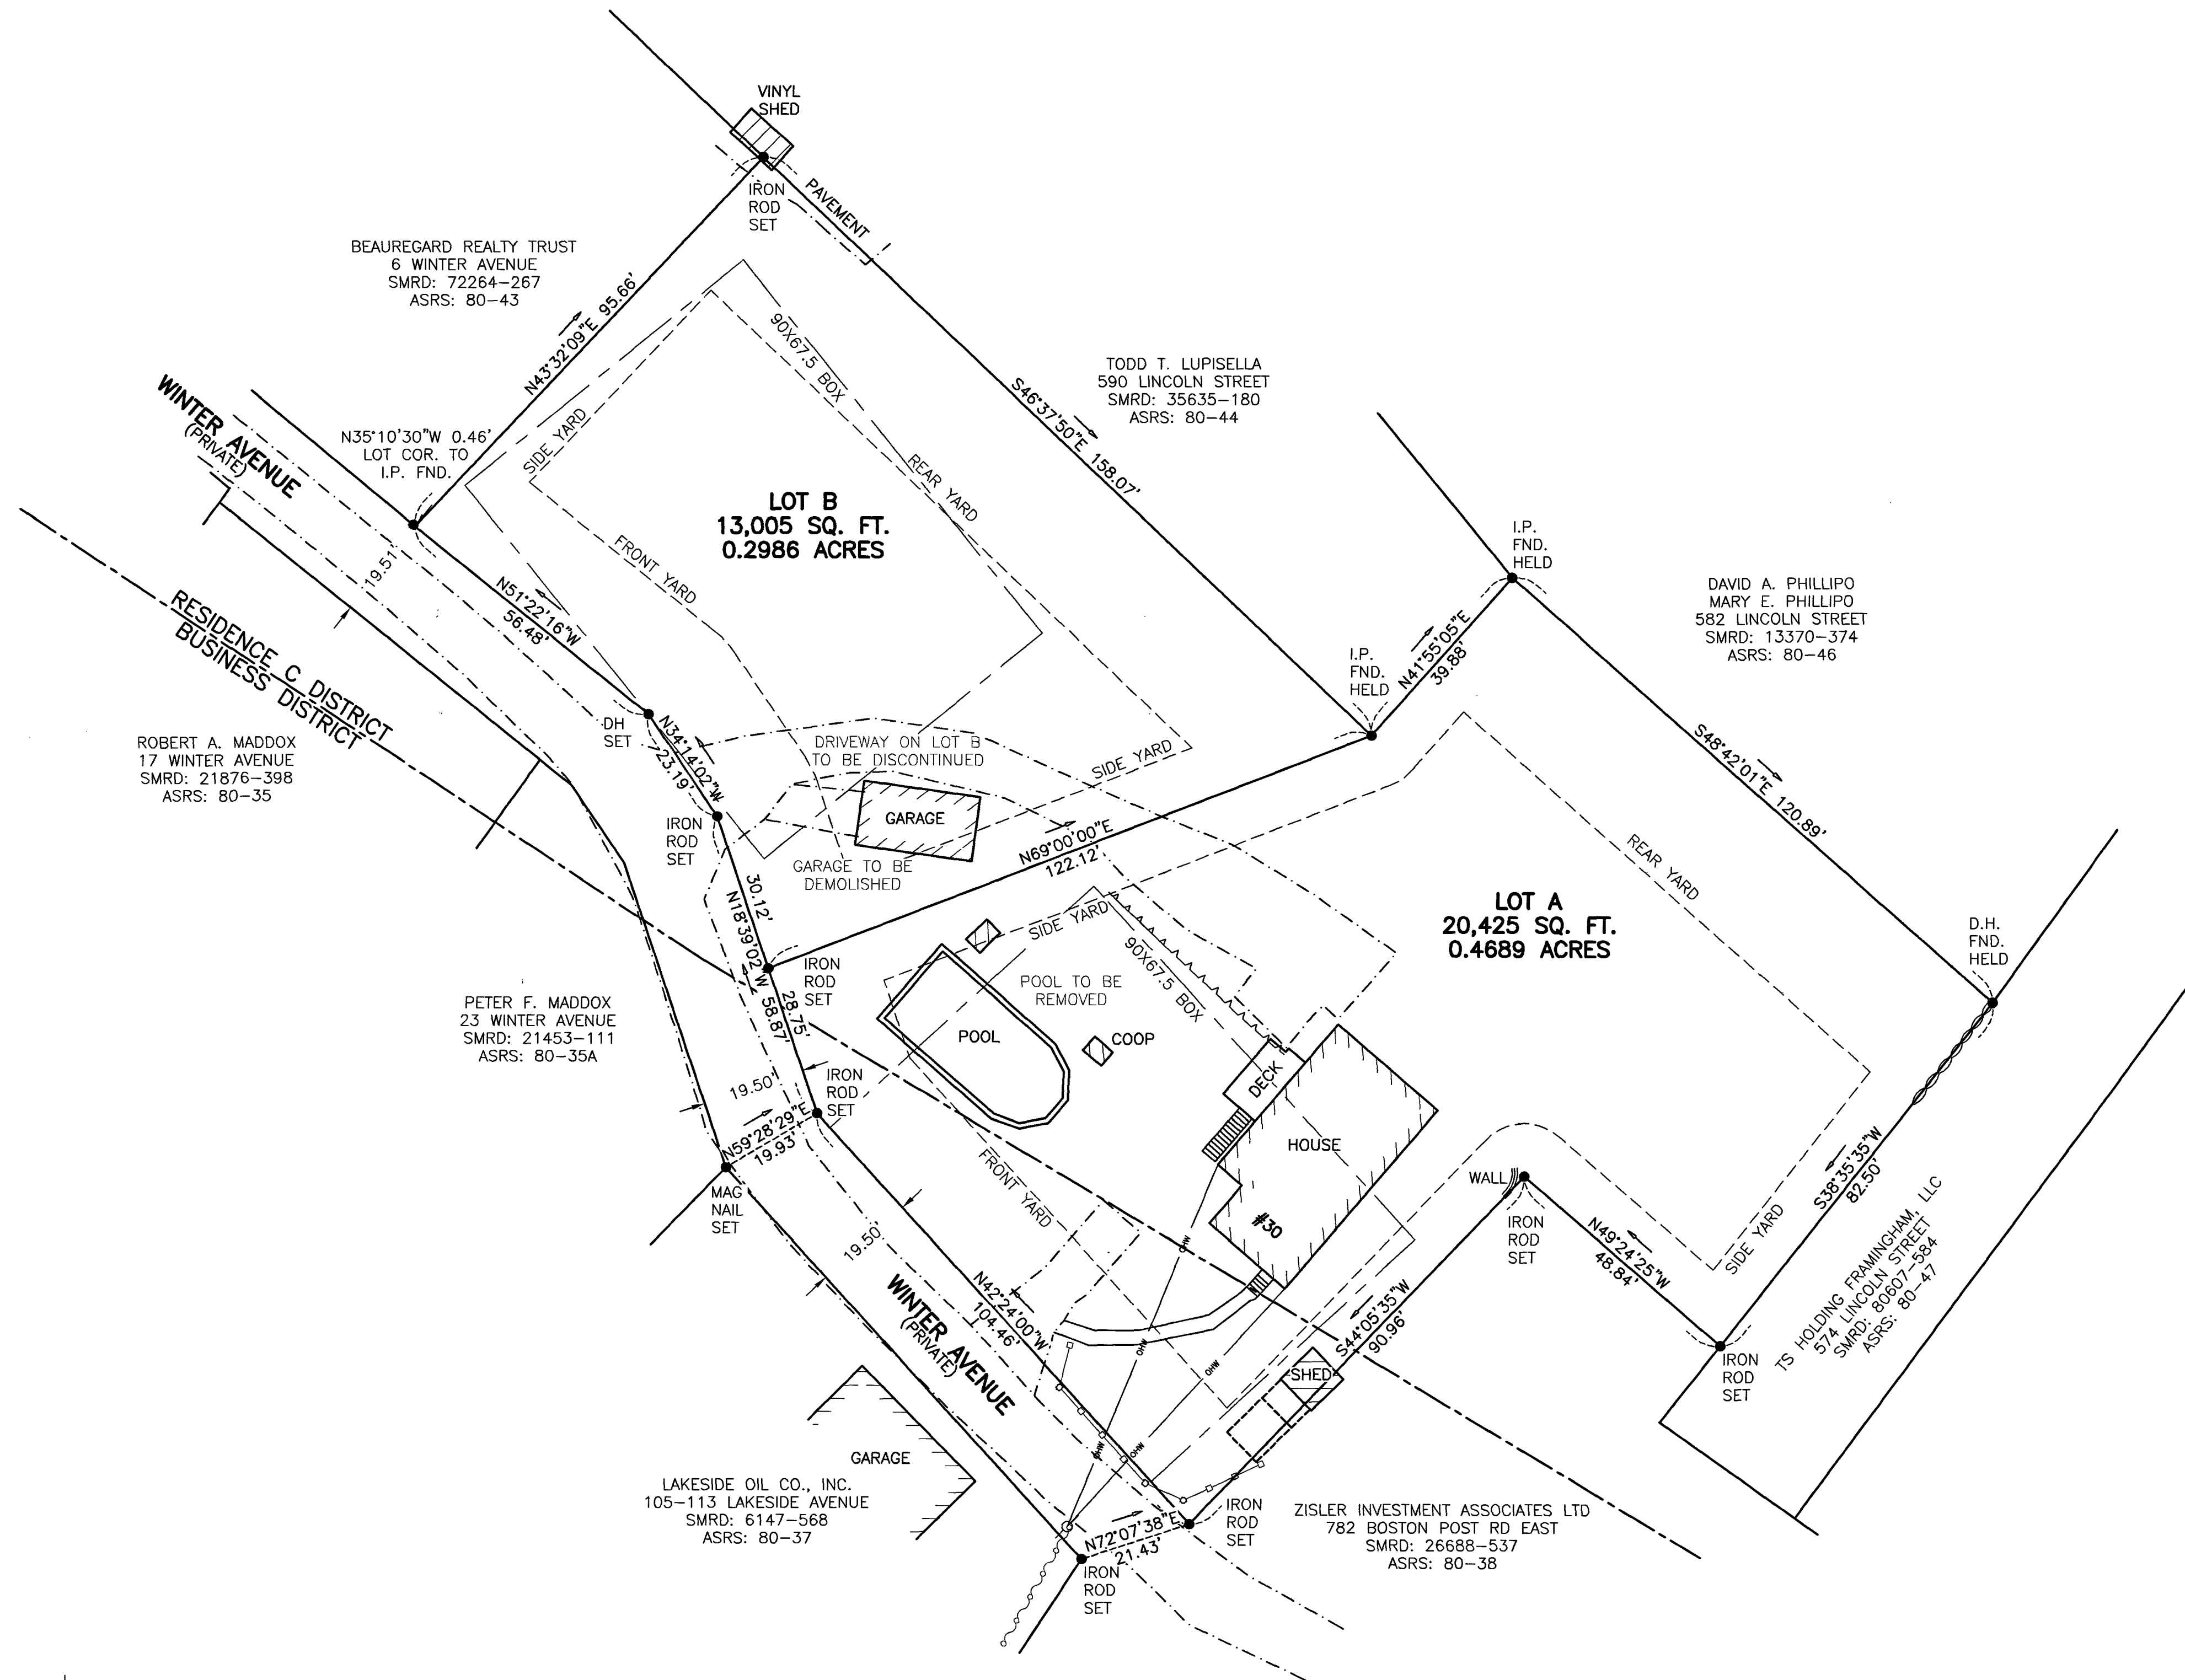 VINYL
SHED
IRON
ROD
SET
PAVEMENT
BEAUREGARD REALTY TRUST
6 WINTER AVENUE
SMRD: 72264-267
ASRS: 80-43
N43°32'09"E 95.66'
90X67.5 BOX
TODD T. LUPISELLA
590 LINCOLN STREET
SMRD: 35635-180
ASRS: 80-44
S46°37'50"E 158.07'
WINTER AVENUE
(PRIVATE)
N35°10'30"W 0.46'
LOT COR. TO
I.P. FND.
SIDE YARD
REAR YARD
LOT B
13,005 SQ. FT.
0.2986 ACRES
FRONT YARD
19.51'
N51°22'16"W
56.48'
I.P.
FND.
HELD
DAVID A. PHILLIPO
MARY E. PHILLIPO
582 LINCOLN STREET
SMRD: 13370-374
ASRS: 80-46
RESIDENCE C DISTRICT
BUSINESS DISTRICT
I.P.
FND.
HELD
N41°55'05"E
39.88'
ROBERT A. MADDOX
17 WINTER AVENUE
SMRD: 21876-398
ASRS: 80-35
DH
SET
N34°14'02"W
23.19'
DRIVEWAY ON LOT B
TO BE DISCONTINUED
SIDE YARD
S48°42'01"E 120.89'
GARAGE
IRON
ROD
SET
GARAGE TO BE
DEMOLISHED
N69°00'00"E
122.12'
REAR YARD
LOT A
20,425 SQ. FT.
0.4689 ACRES
30.12'
N18°39'02"W 58.87'
28.75'
SIDE YARD
90X67.5 BOX
D.H.
FND.
HELD
IRON
ROD
SET
POOL TO BE
REMOVED
PETER F. MADDOX
23 WINTER AVENUE
SMRD: 21453-111
ASRS: 80-35A
POOL
COOP
DECK
19.50'
IRON
ROD
SET
N59°28'29"E
19.93'
HOUSE
#30
MAG
NAIL
SET
FRONT YARD
WALL
IRON
ROD
SET
S38°35'35"W
82.50'
SIDE YARD
TS HOLDING FRAMINGHAM, LLC
574 LINCOLN STREET
SMRD: 80607-584
ASRS: 80-47
19.50'
OHW
N49°24'25"W
48.84'
WINTER AVENUE
(PRIVATE)
N42°24'00"W
104.46'
S44°05'35"W
90.96'
OHW
OHW
SHED
IRON
ROD
SET
GARAGE
OHW
OHW
LAKESIDE OIL CO., INC.
105-113 LAKESIDE AVENUE
SMRD: 6147-568
ASRS: 80-37
N72°07'38"E
21.43'
IRON
ROD
SET
ZISLER INVESTMENT ASSOCIATES LTD
782 BOSTON POST RD EAST
SMRD: 26688-537
ASRS: 80-38
IRON
ROD
SET